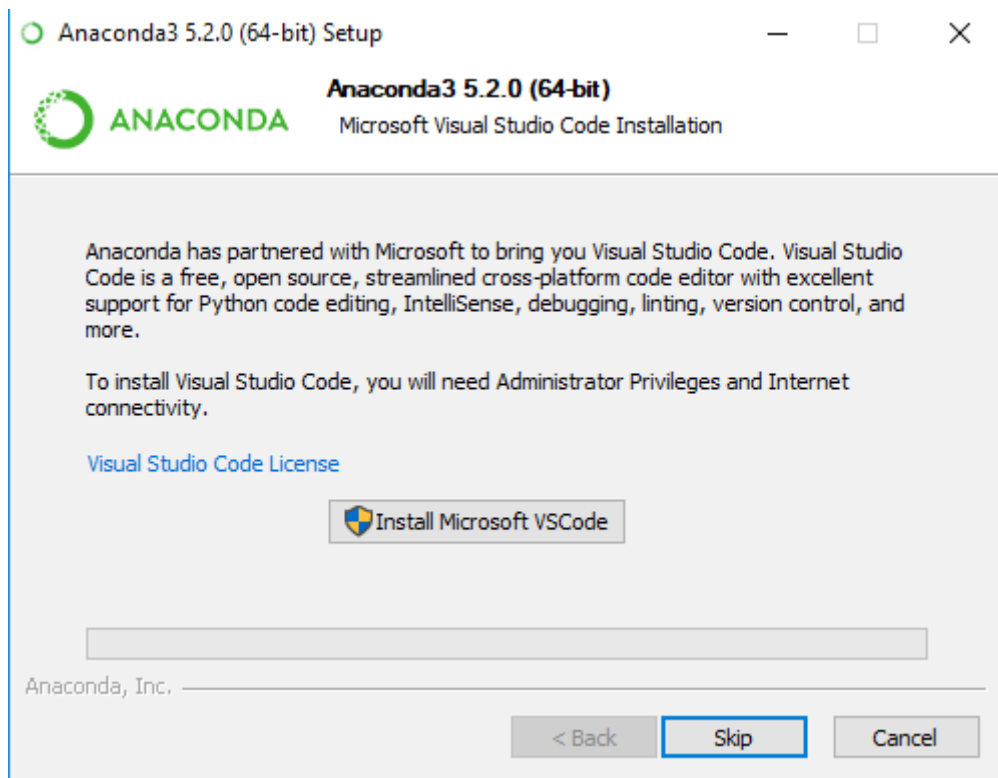 Anaconda3 5.2.0 (64-bit) Setup
ANACONDA
Anaconda3 5.2.0 (64-bit)
Microsoft Visual Studio Code Installation
Anaconda has partnered with Microsoft to bring you Visual Studio Code. Visual Studio
Code is a free, open source, streamlined cross-platform code editor with excellent
support for Python code editing, IntelliSense, debugging, linting, version control, and
more.
To install Visual Studio Code, you will need Administrator Privileges and Internet
connectivity.
Visual Studio Code License
Install Microsoft VSCode
Anaconda, Inc.
< Back
Skip
Cancel